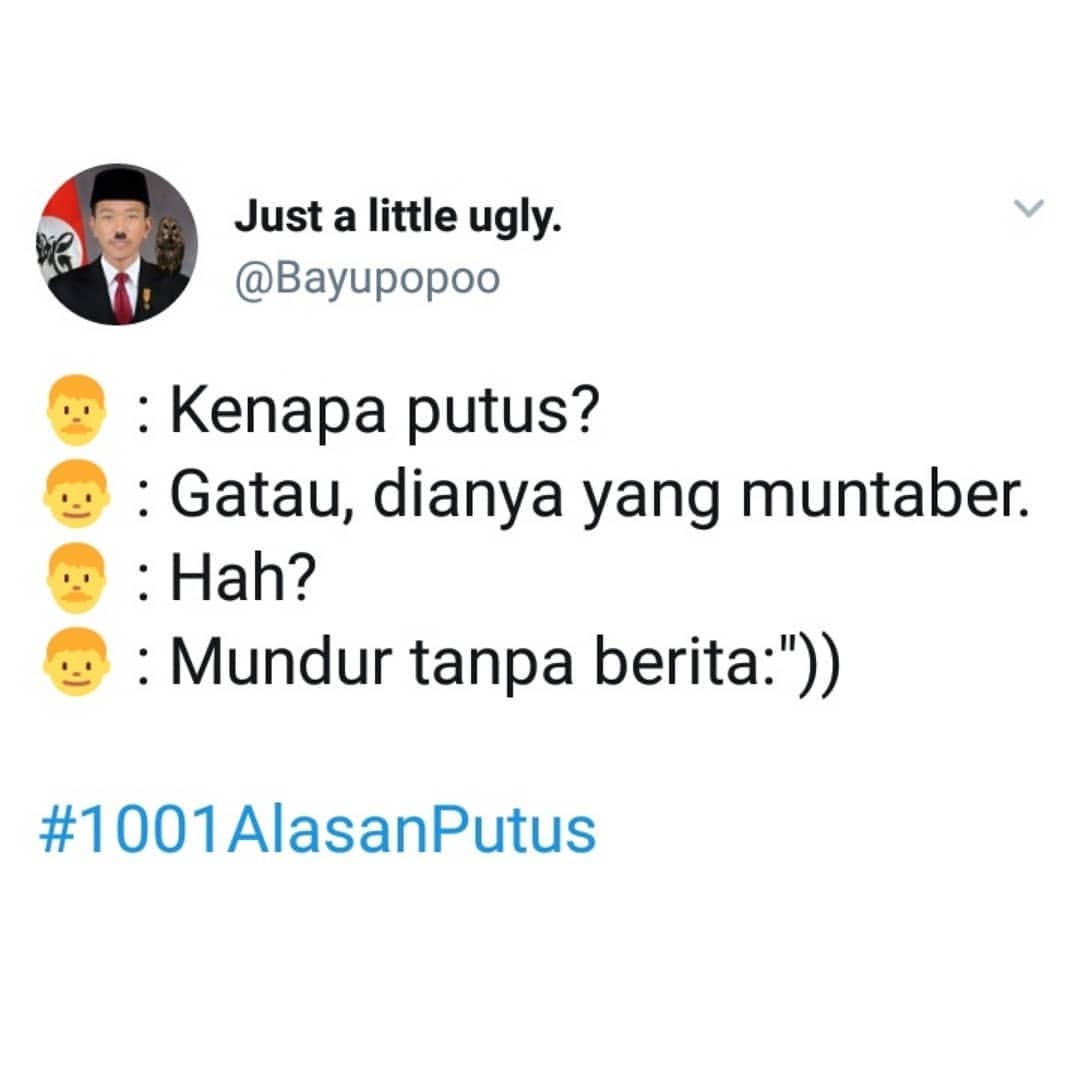 Just a little ugly.
@Bayupopoo
👨 : Kenapa putus?
👦 : Gatau, dianya yang muntaber.
👨 : Hah?
👦 : Mundur tanpa berita:"))
#1001AlasanPutus